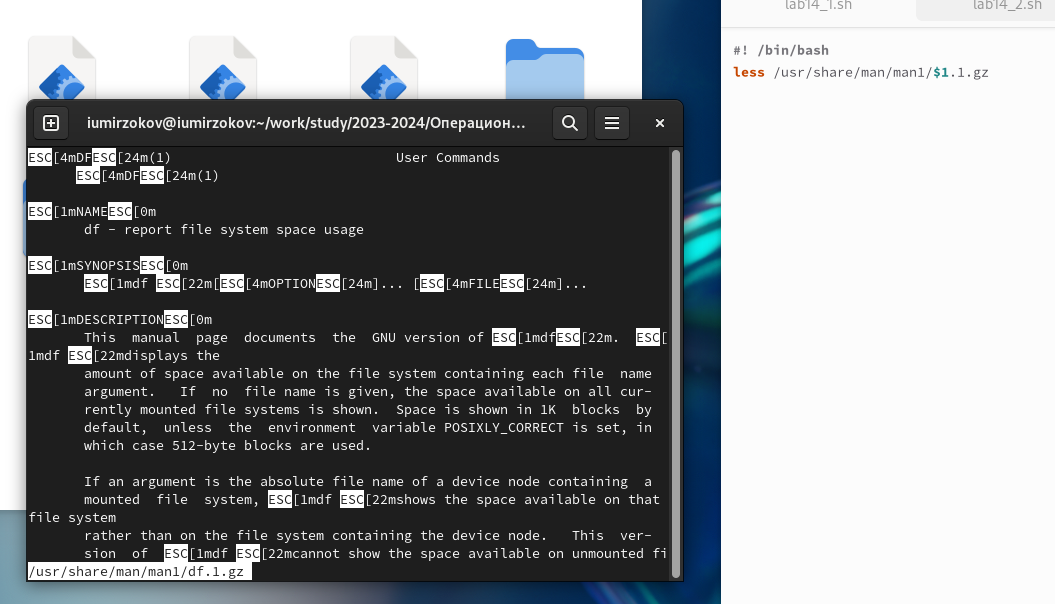 lab14_1.sh
lab14_2.sh
#! /bin/bash
less /usr/share/man/man1/$1.1.gz
iumirzokov@iumirzokov:~/work/study/2023-2024/Операцион…
ESC[4mDFESC[24m(1) User Commands
ESC[4mDFESC[24m(1)
ESC[1mNAMEESC[0m
df - report file system space usage
ESC[1mSYNOPSISESC[0m
ESC[1mdf ESC[22m[ESC[4mOPTIONESC[24m]... [ESC[4mFILEESC[24m]...
ESC[1mDESCRIPTIONESC[0m
This manual page documents the GNU version of ESC[1mdfESC[22m. ESC[
1mdf ESC[22mdisplays the
amount of space available on the file system containing each file name
argument. If no file name is given, the space available on all cur-
rently mounted file systems is shown. Space is shown in 1K blocks by
default, unless the environment variable POSIXLY_CORRECT is set, in
which case 512-byte blocks are used.
If an argument is the absolute file name of a device node containing a
mounted file system, ESC[1mdf ESC[22mshows the space available on that
file system
rather than on the file system containing the device node. This ver-
sion of ESC[1mdf ESC[22mcannot show the space available on unmounted fi
/usr/share/man/man1/df.1.gz